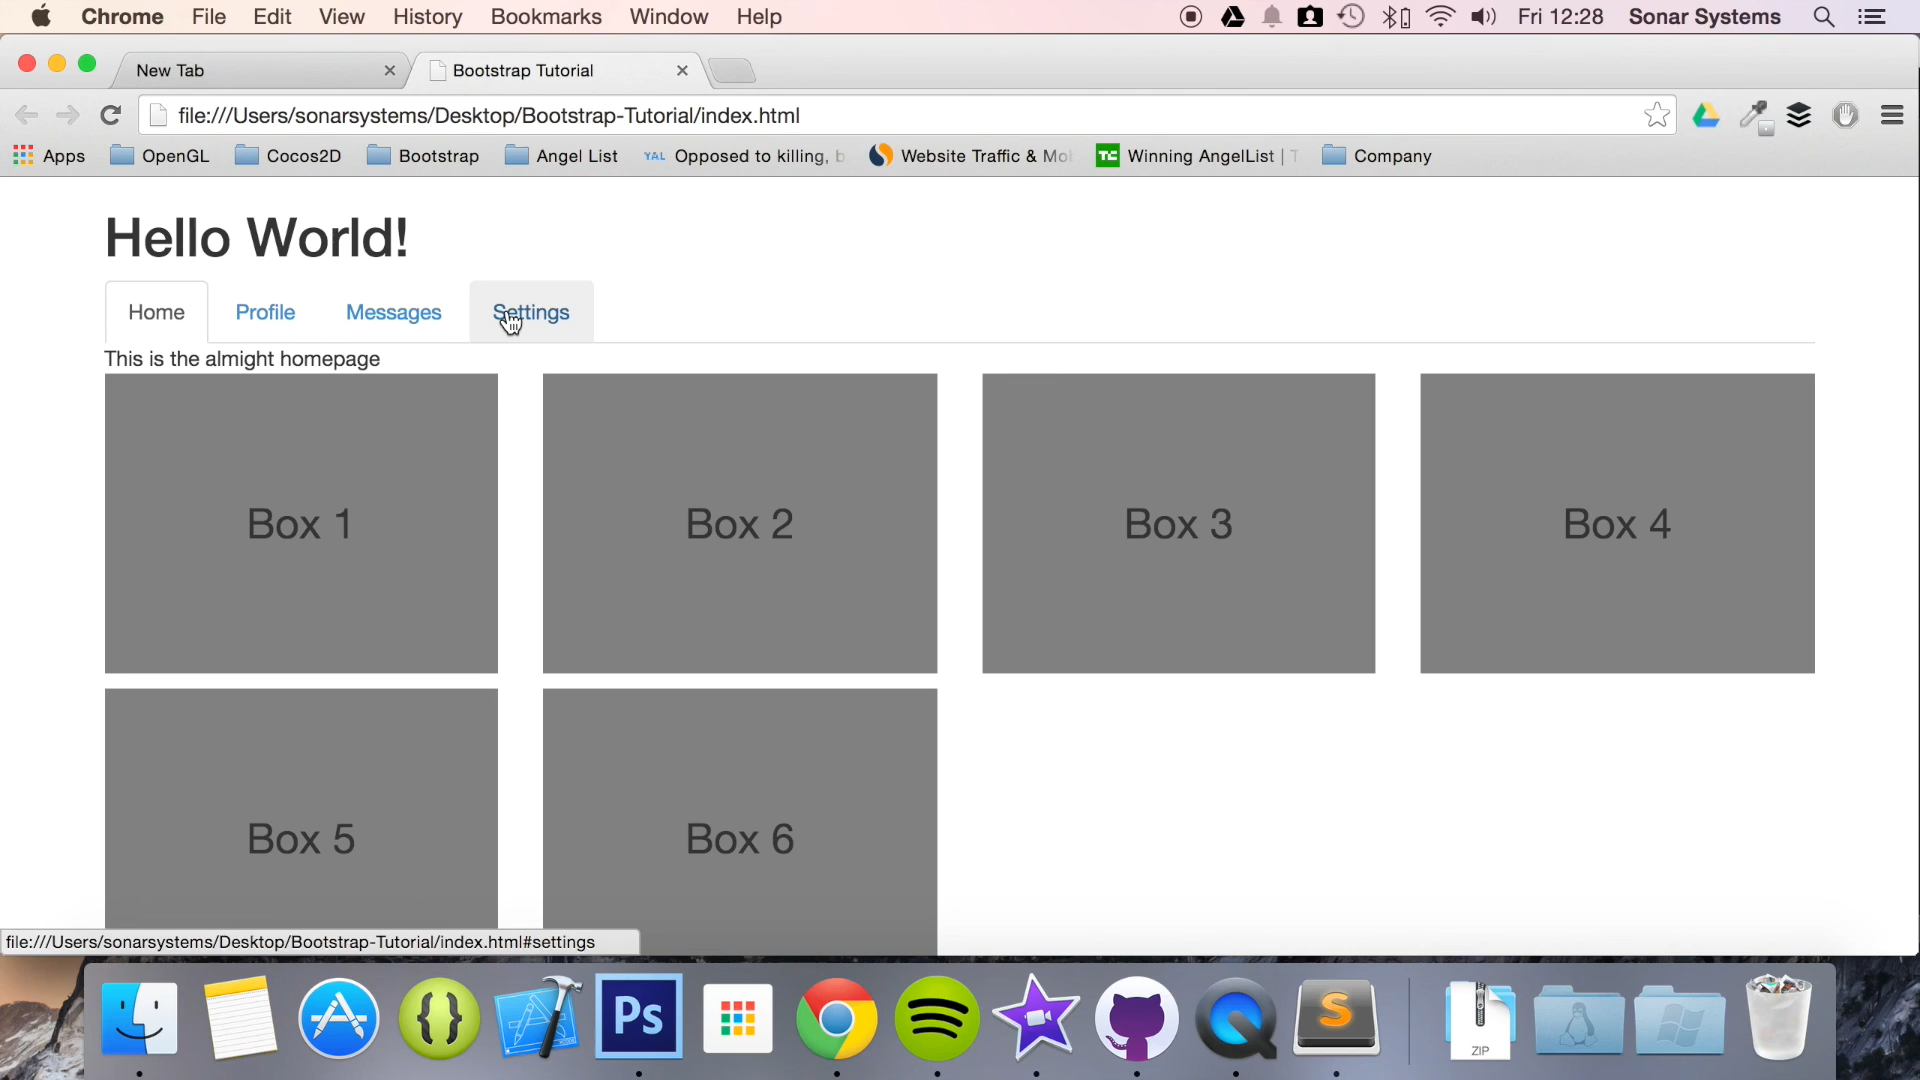 Chrome File Edit View History Bookmarks Window Help Fri 12:28 Sonar Systems
New Tab Bootstrap Tutorial
file:///Users/sonarsystems/Desktop/Bootstrap-Tutorial/index.html
Apps OpenGL Cocos2D Bootstrap Angel List YAL Opposed to killing, b Website Traffic & Mo TC Winning AngelList | T Company
Hello World!
Home Profile Messages Settings
This is the almight homepage
Box 1 Box 2 Box 3 Box 4
Box 5 Box 6
file:///Users/sonarsystems/Desktop/Bootstrap-Tutorial/index.html#settings
{} Ps S ZIP